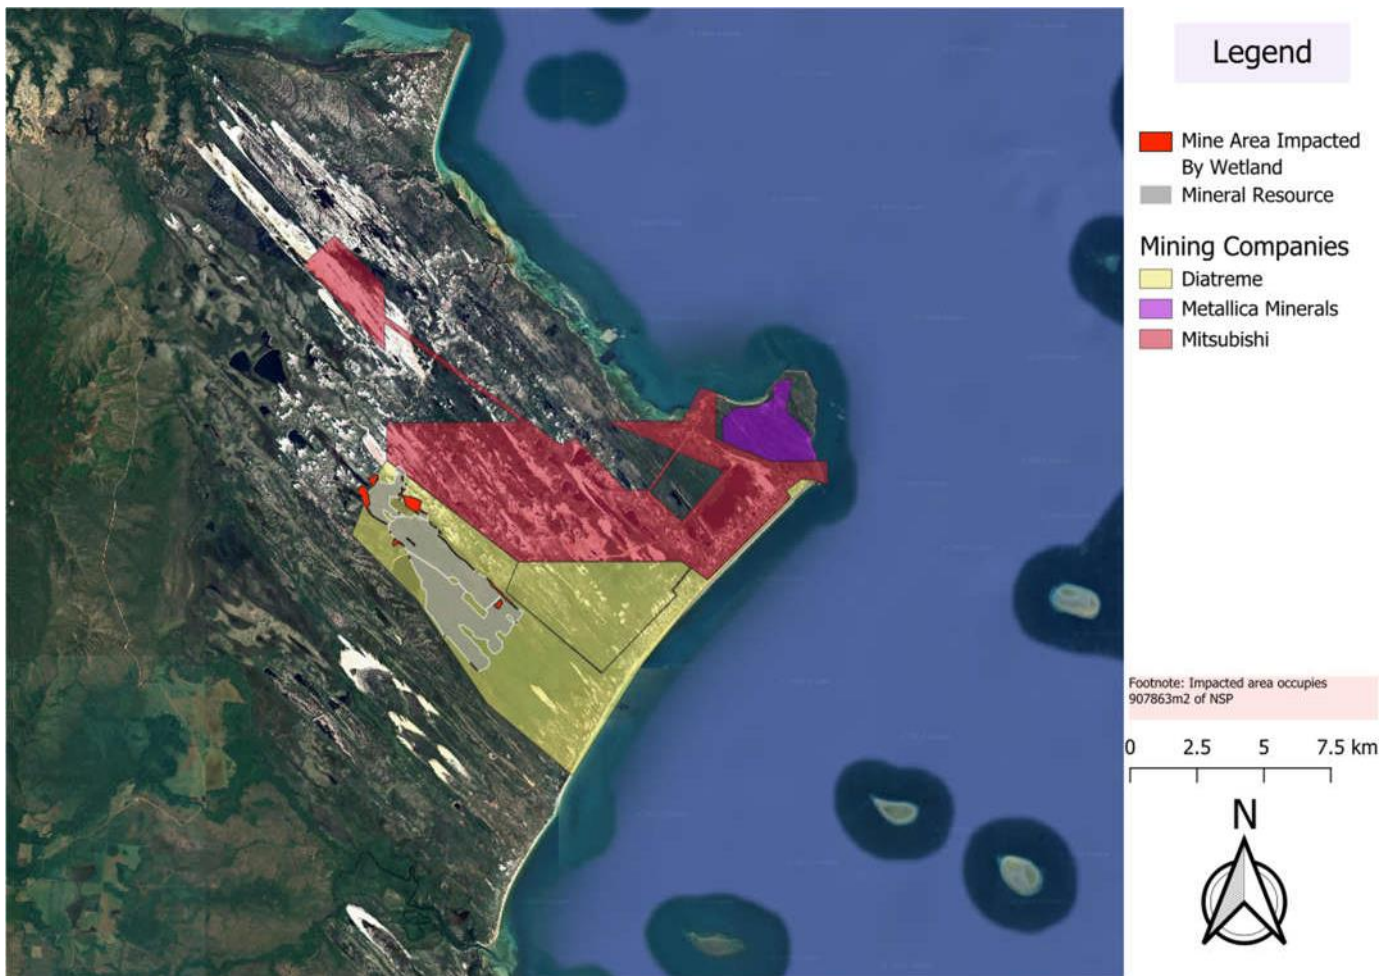 Legend
Mine Area Impacted
By Wetland
Mineral Resource
Mining Companies
Diatreme
Metallica Minerals
Mitsubishi
Footnote: Impacted area occupies
907863m2 of NSP
0 2.5 5 7.5 km
N